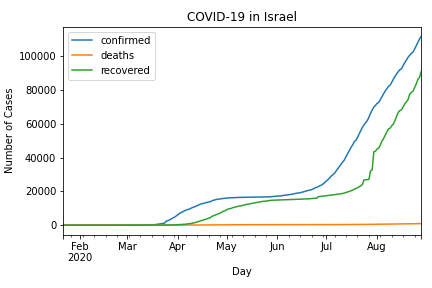 COVID-19 in Israel
confirmed
deaths
recovered
Number of Cases
100000
80000
60000
40000
20000
0
Feb Mar Apr May Jun Jul Aug
2020
Day